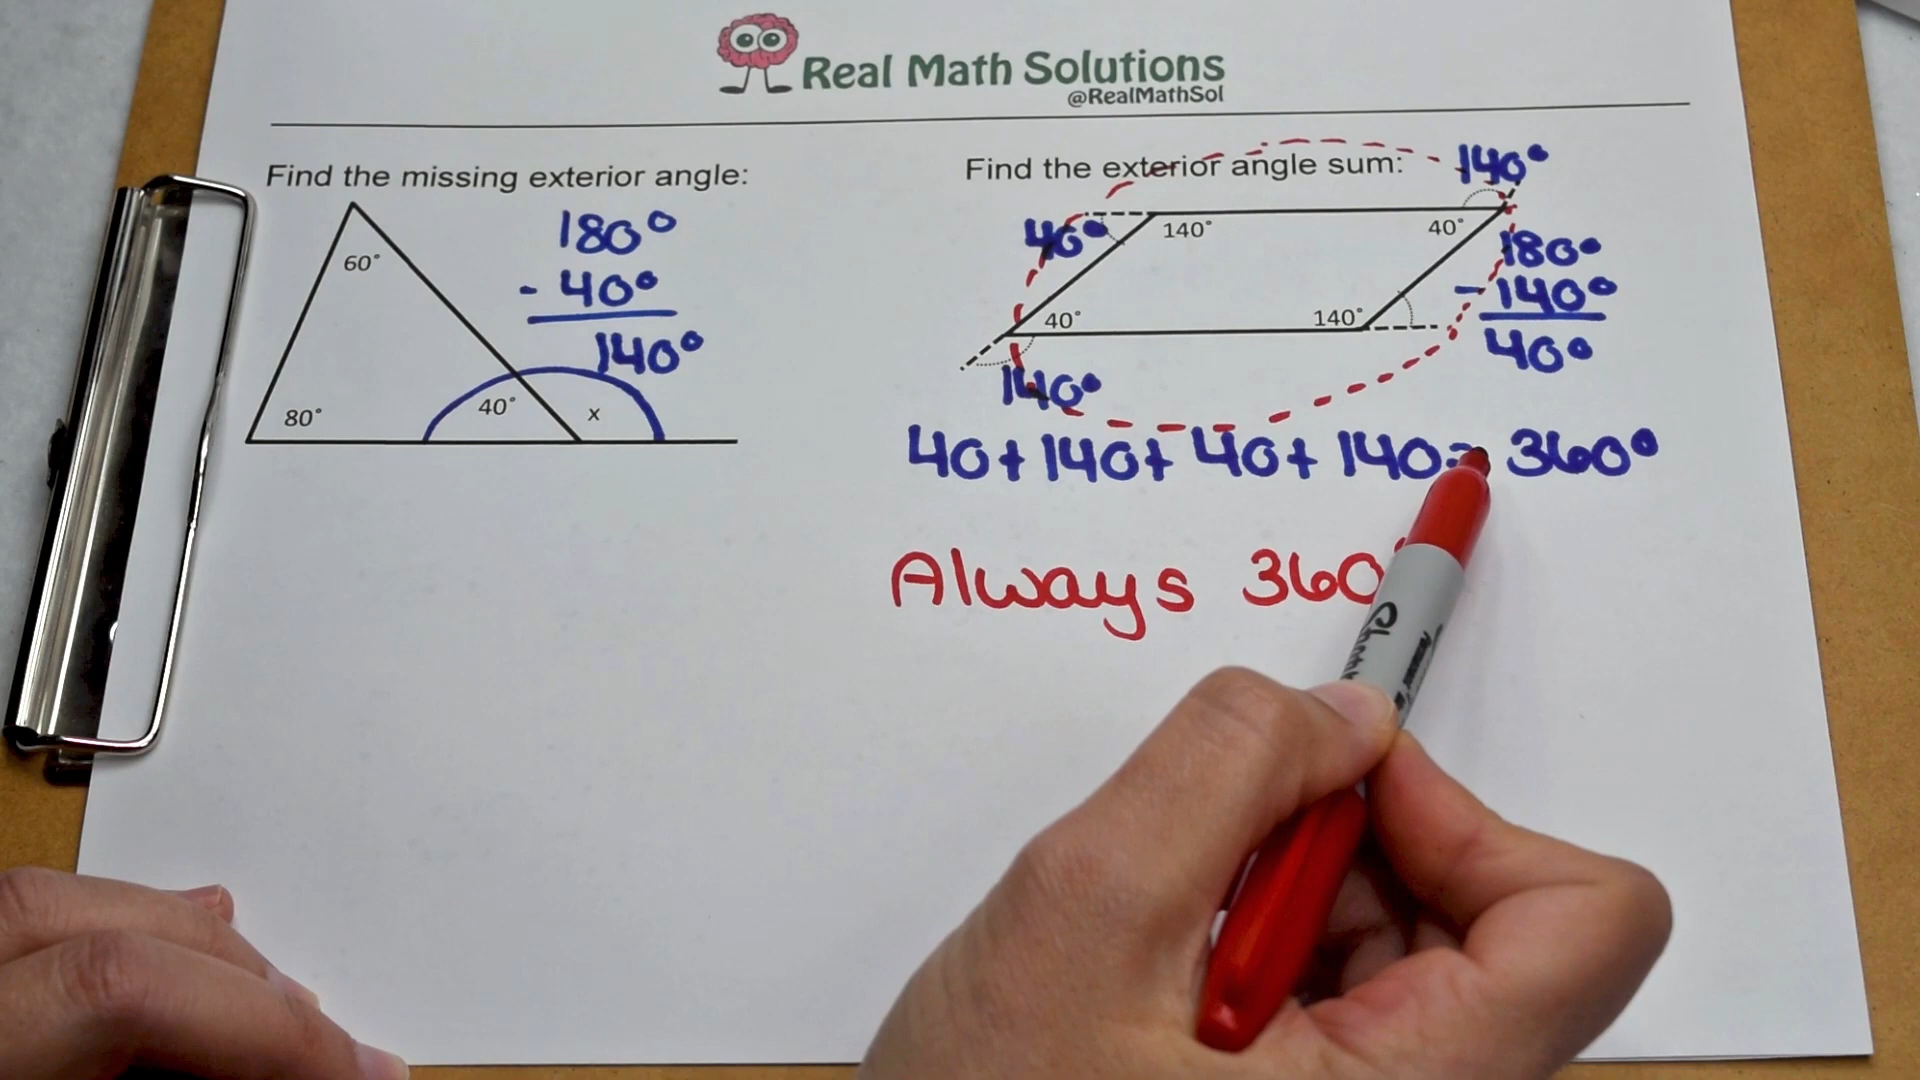 Real Math Solutions
@RealMathSol
Find the missing exterior angle:
60°
80°
40°
x
180°
- 40°
140°
Find the exterior angle sum:
140°
40°
140°
40°
40°
140°
140°
180°
- 140°
40°
40 + 140 + 40 + 140 = 360°
Always 360°